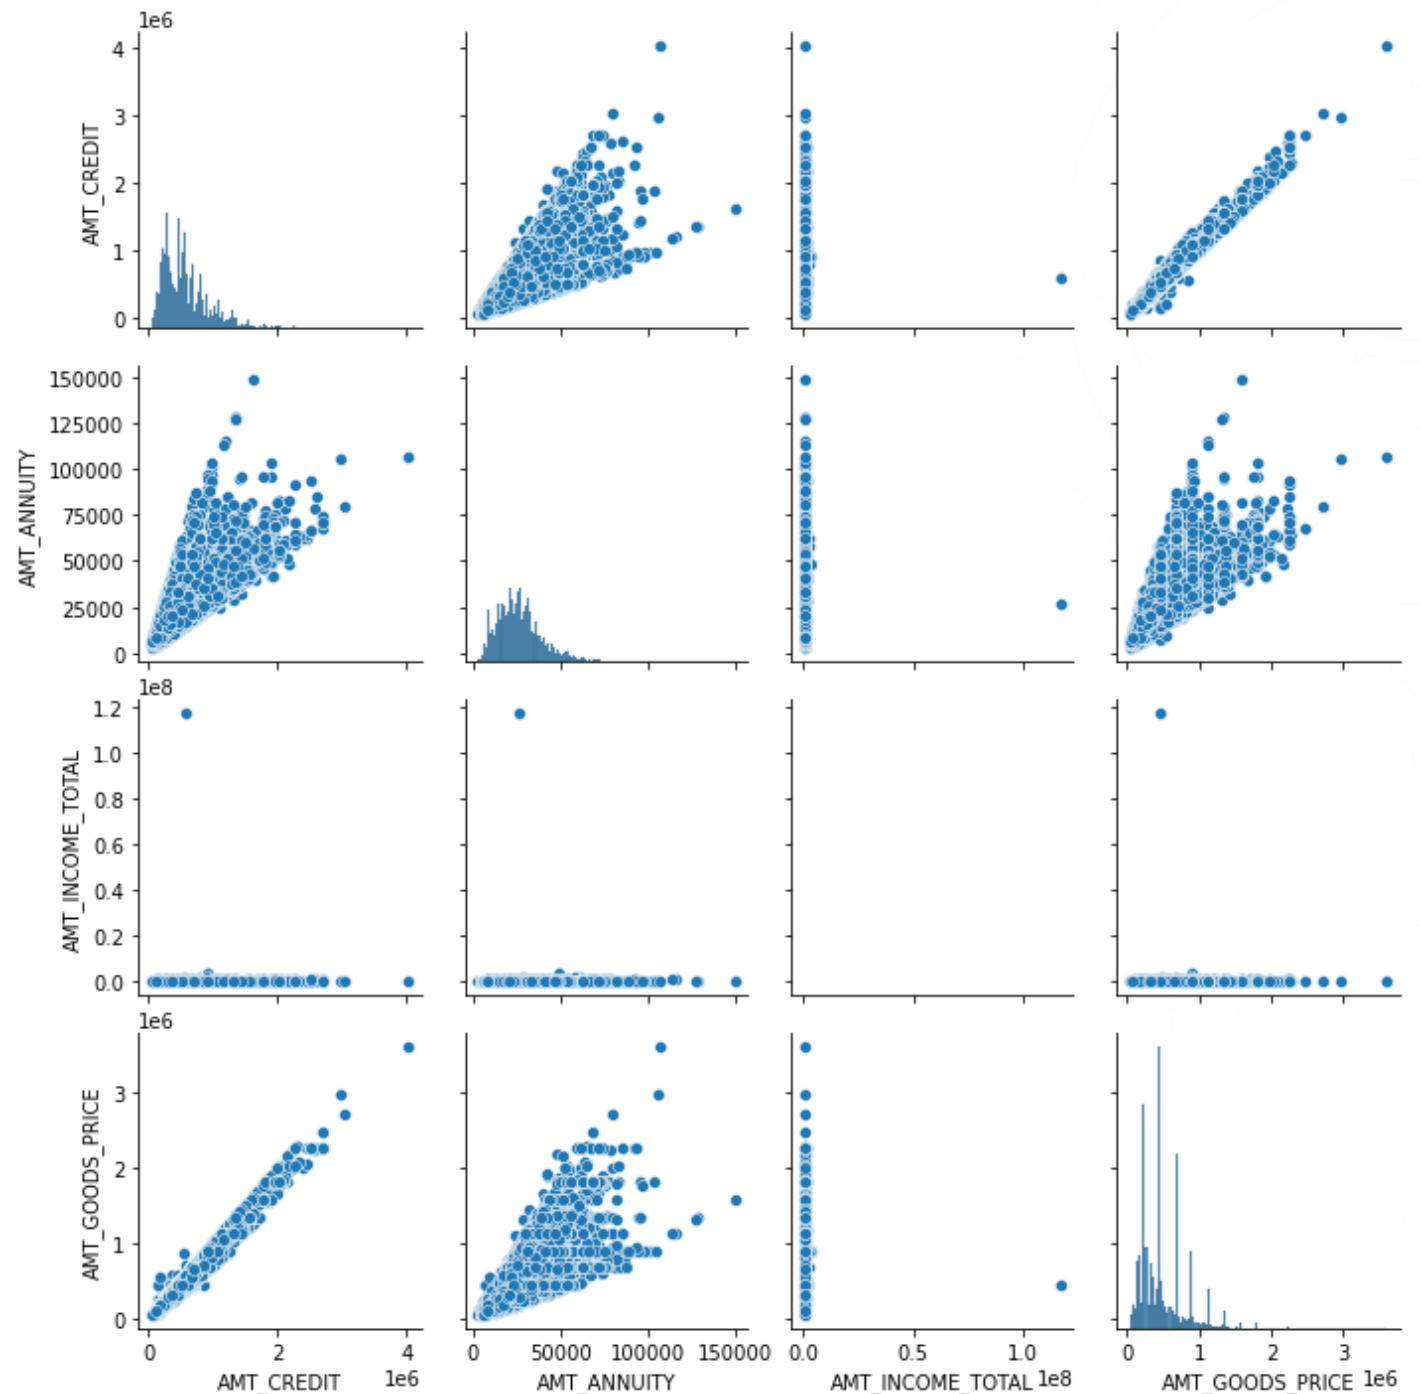 1e6
4
3
2
1
0
AMT_CREDIT
0 2 4
150000
125000
100000
75000
50000
25000
0
AMT_ANNUITY
1e8
1.2
1.0
0.8
0.6
0.4
0.2
0.0
AMT_INCOME_TOTAL
1e6
3
2
1
0
AMT_GOODS_PRICE
0 2 4 0 50000 100000 150000 0.0 0.5 1.0 0 1 2 3
AMT_CREDIT 1e6 AMT_ANNUITY AMT_INCOME_TOTAL 1e8 AMT_GOODS_PRICE 1e6